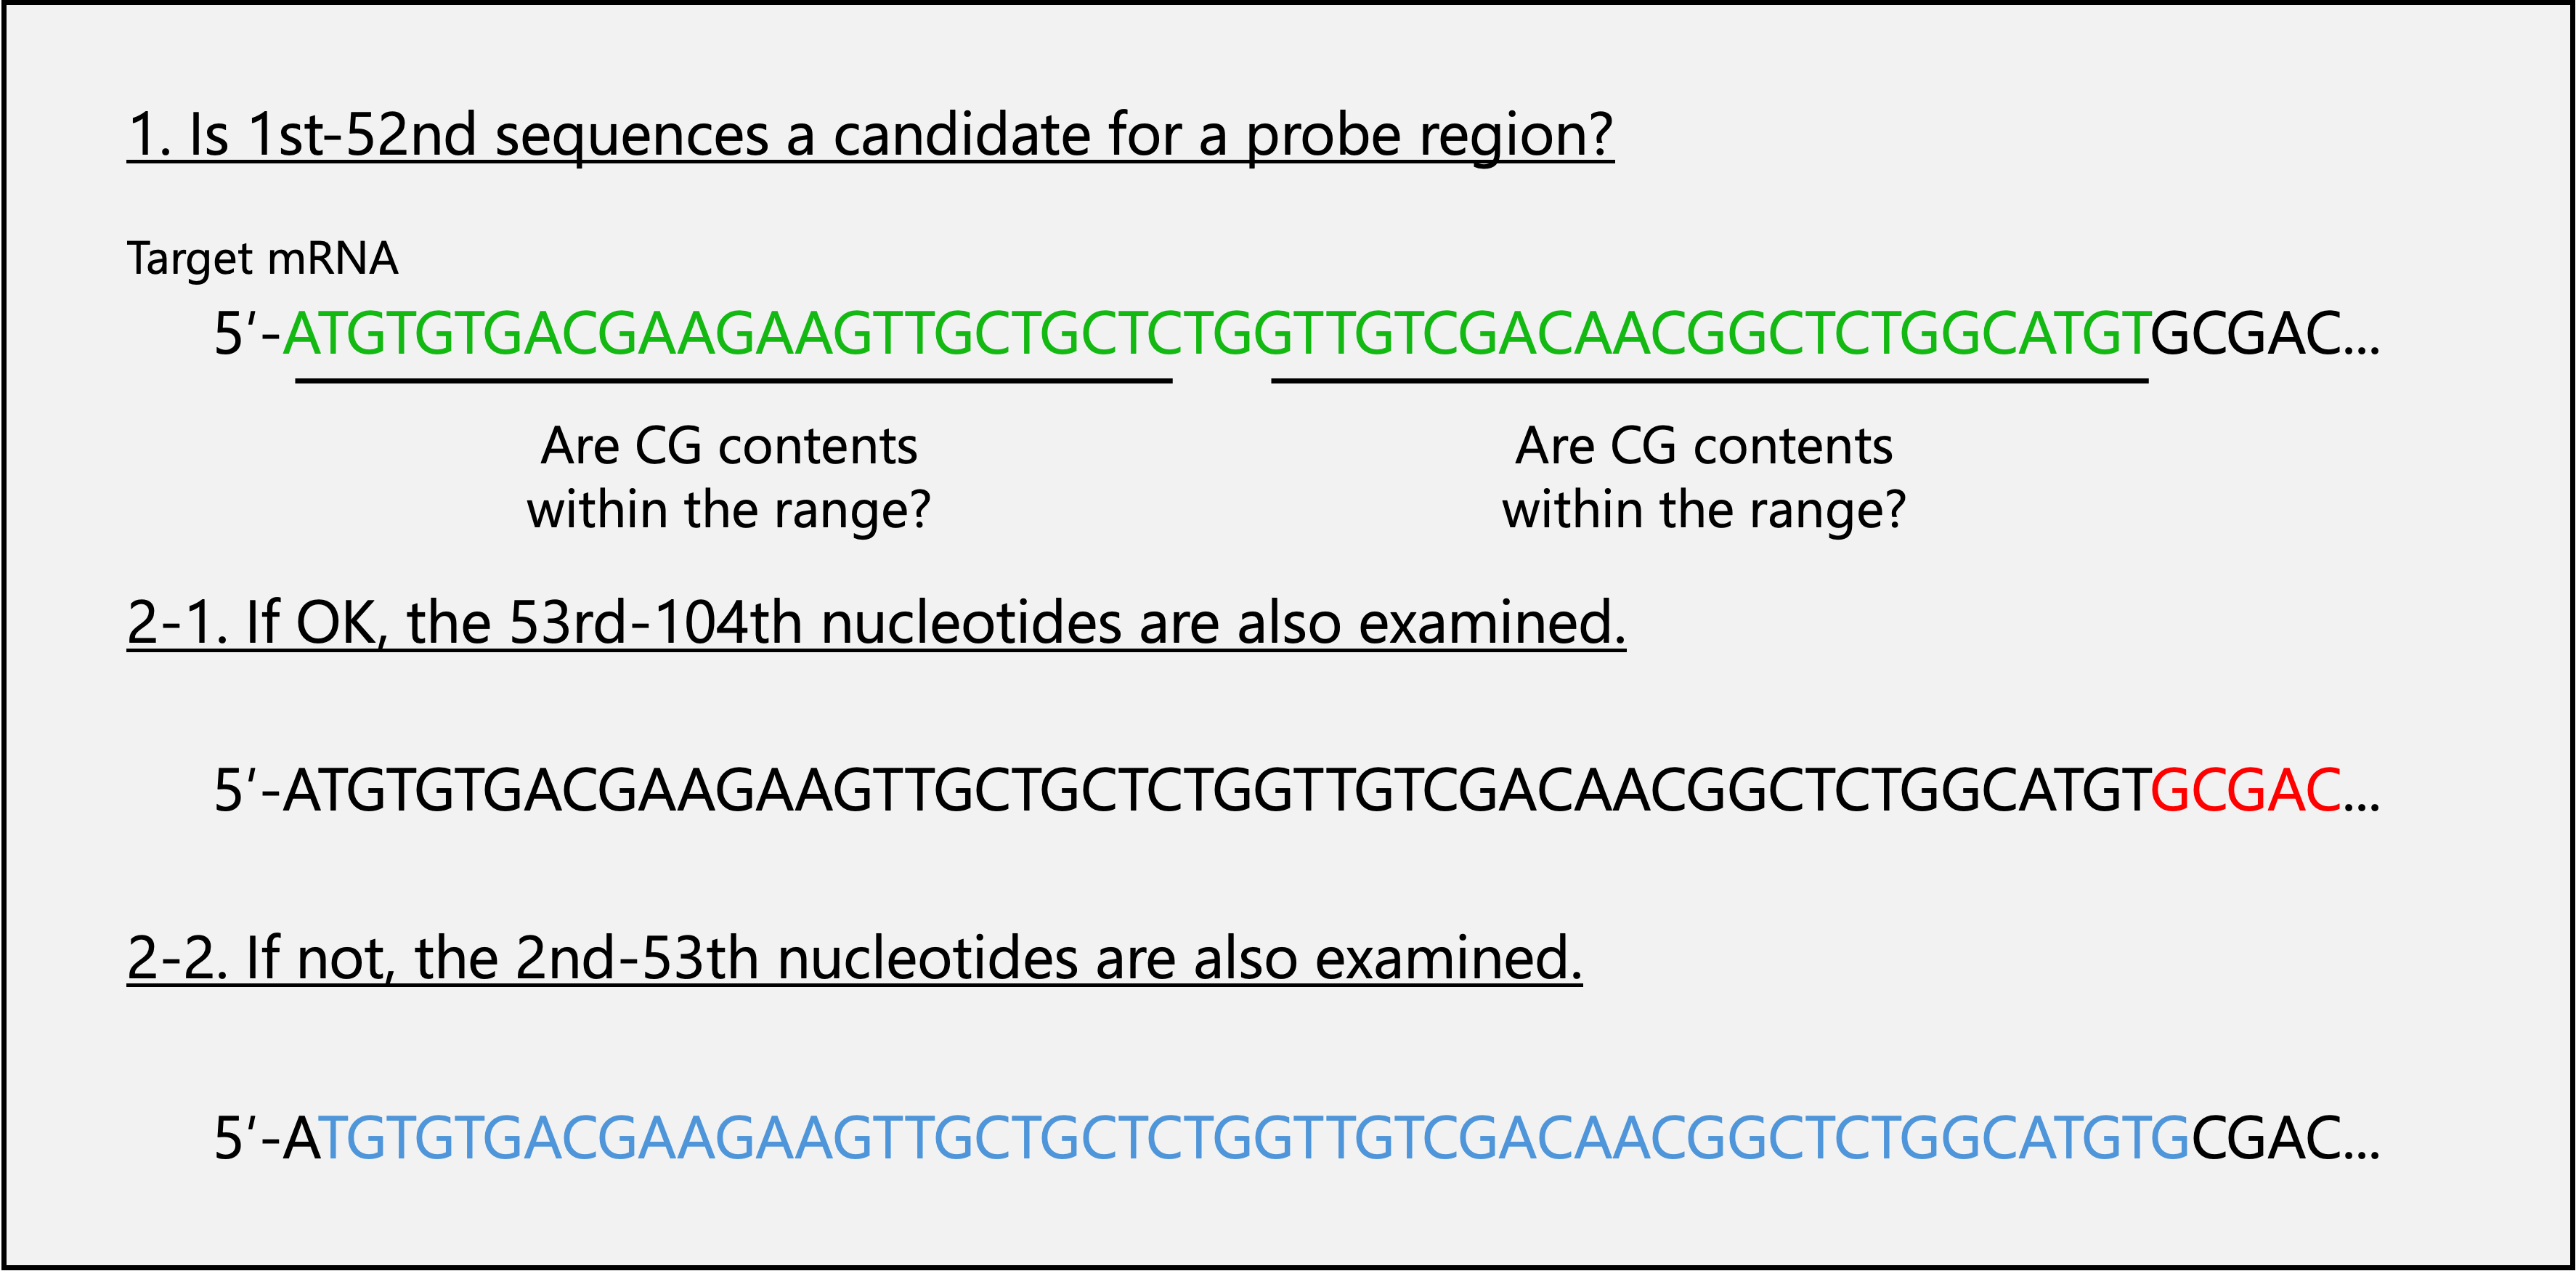 1. Is 1st-52nd sequences a candidate for a probe region?
Target mRNA
5‘-ATGTGTGACGAAGAAGTTGCTGCTCTGGTTGTCGACAACGGCTCTGGCATGTGCGAC...
Are CG contents
within the range?
Are CG contents
within the range?
2-1. If OK, the 53rd-104th nucleotides are also examined.
5‘-ATGTGTGACGAAGAAGTTGCTGCTCTGGTTGTCGACAACGGCTCTGGCATGTGCGAC...
2-2. If not, the 2nd-53th nucleotides are also examined.
5‘-ATGTGTGACGAAGAAGTTGCTGCTCTGGTTGTCGACAACGGCTCTGGCATGTGCGAC...